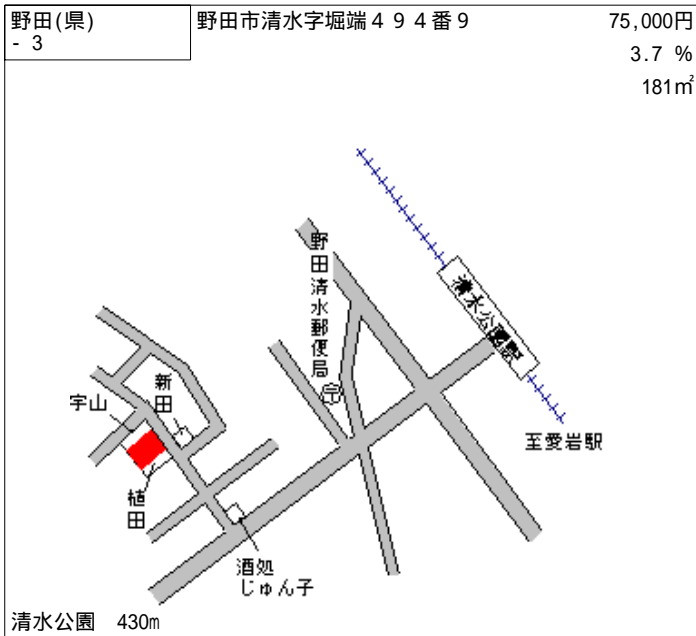 野田(県)
- 3
野田市清水字堀端494番9
75,000円
3.7 %
181㎡
野田清水郵便局
清水公園駅
至愛岩駅
新田
宇山
植田
酒処
じゅん子
清水公園 430m